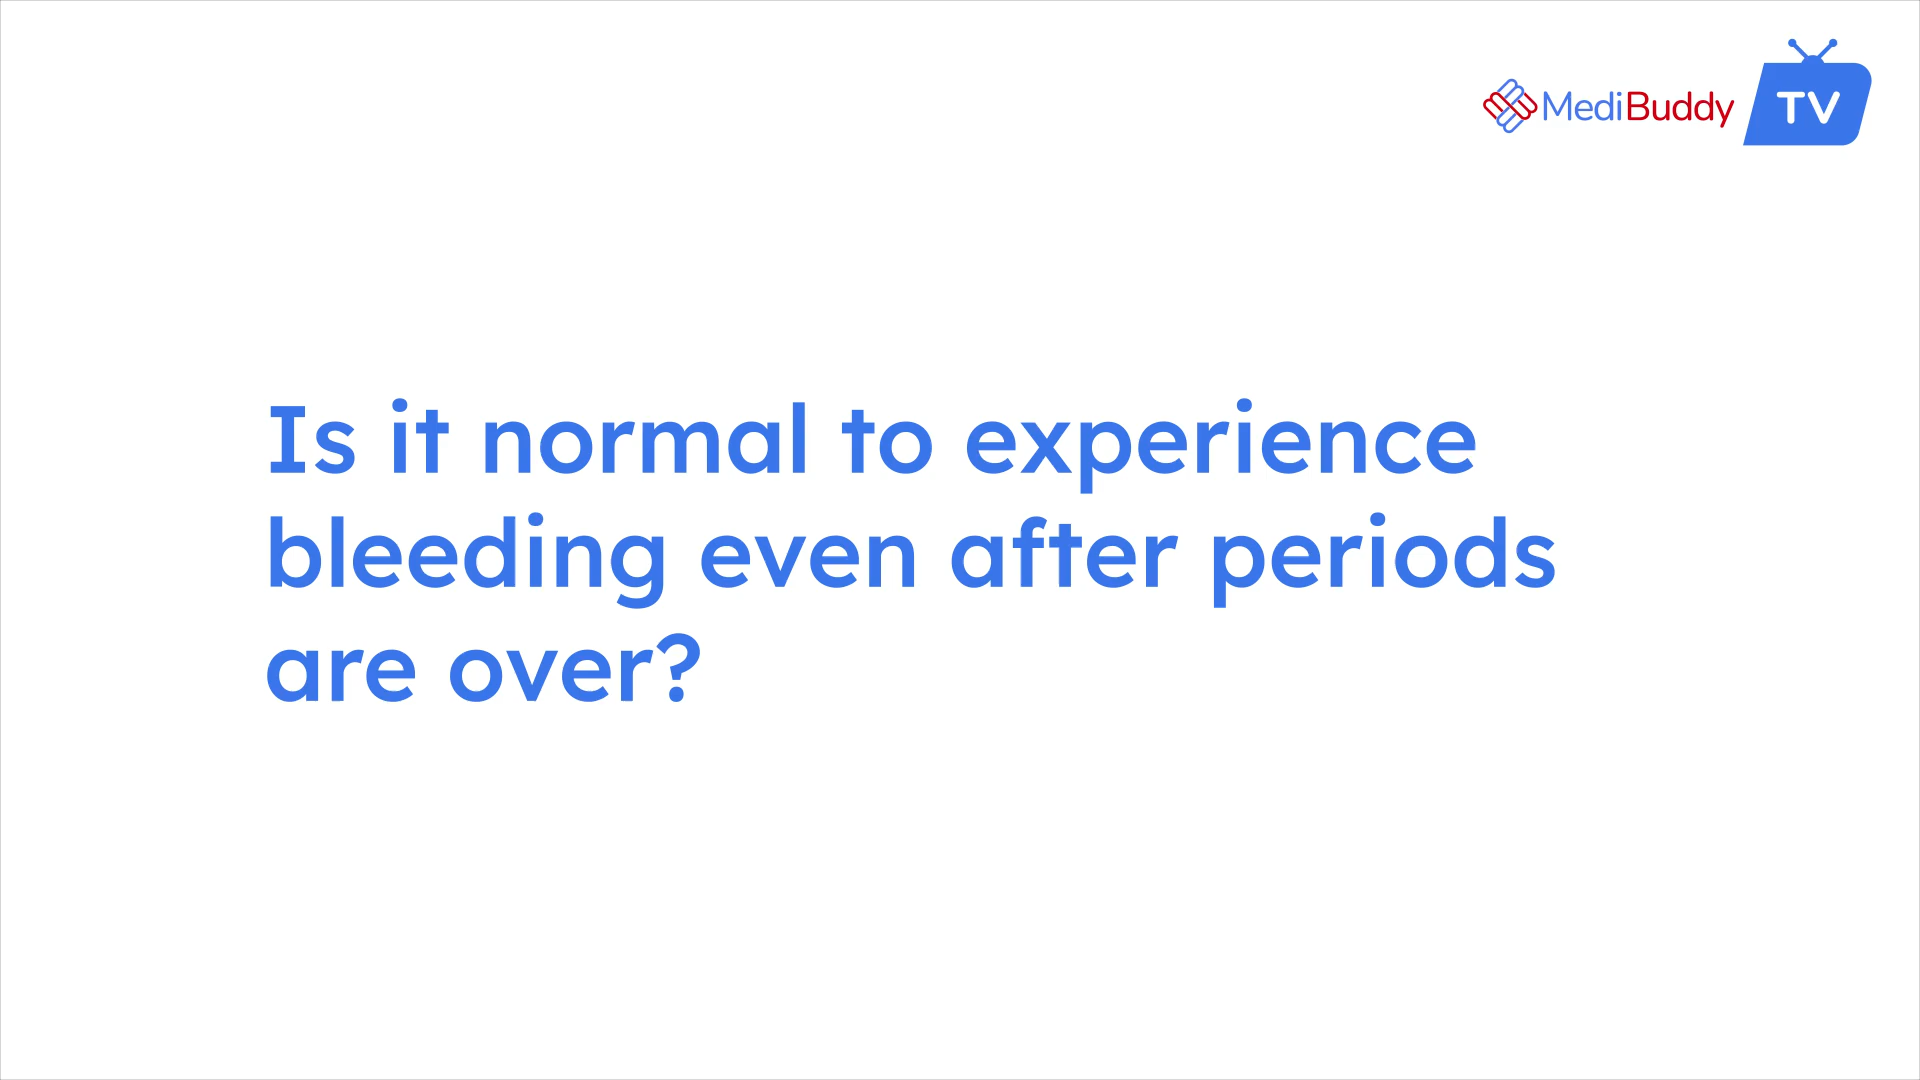 MediBuddy TV
Is it normal to experience
bleeding even after periods
are over?